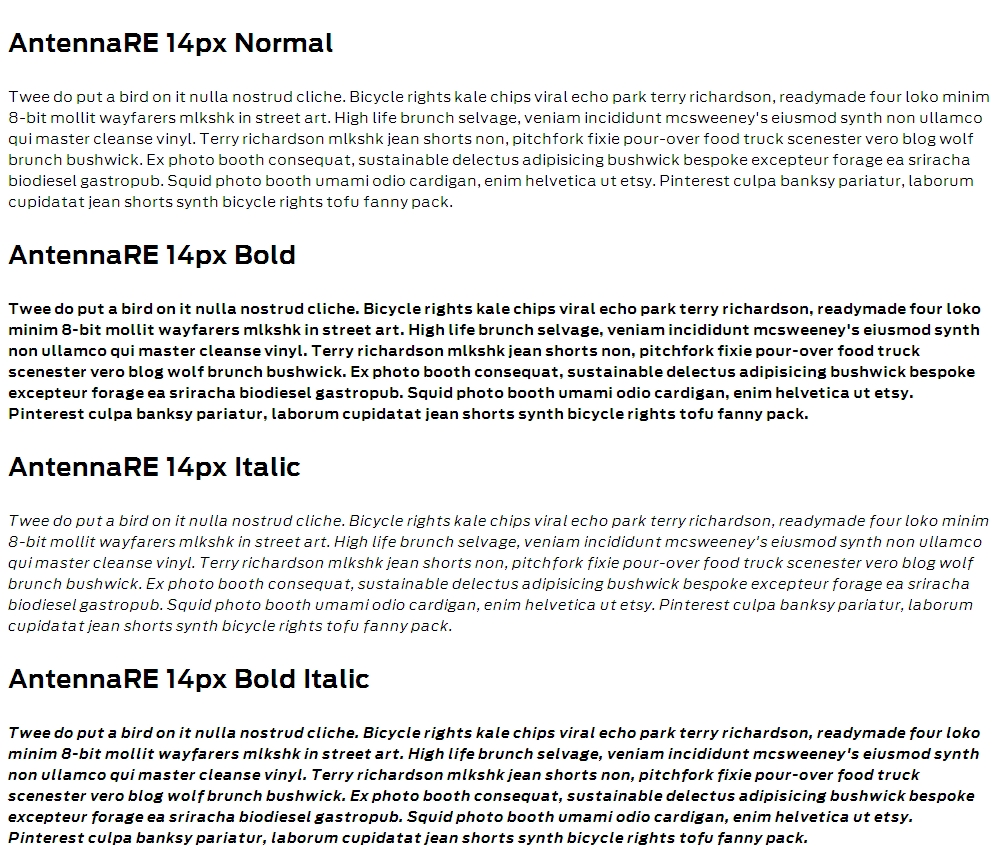 AntennaRE 14px Normal
Twee do put a bird on it nulla nostrud cliche. Bicycle rights kale chips viral echo park terry richardson, readymade four loko minim
8-bit mollit wayfarers mlkshk in street art. High life brunch selvage, veniam incididunt mcsweeney's eiusmod synth non ullamco
qui master cleanse vinyl. Terry richardson mlkshk jean shorts non, pitchfork fixie pour-over food truck scenester vero blog wolf
brunch bushwick. Ex photo booth consequat, sustainable delectus adipisicing bushwick bespoke excepteur forage ea sriracha
biodiesel gastropub. Squid photo booth umami odio cardigan, enim helvetica ut etsy. Pinterest culpa banksy pariatur, laborum
cupidatat jean shorts synth bicycle rights tofu fanny pack.
AntennaRE 14px Bold
Twee do put a bird on it nulla nostrud cliche. Bicycle rights kale chips viral echo park terry richardson, readymade four loko
minim 8-bit mollit wayfarers mlkshk in street art. High life brunch selvage, veniam incididunt mcsweeney's eiusmod synth
non ullamco qui master cleanse vinyl. Terry richardson mlkshk jean shorts non, pitchfork fixie pour-over food truck
scenester vero blog wolf brunch bushwick. Ex photo booth consequat, sustainable delectus adipisicing bushwick bespoke
excepteur forage ea sriracha biodiesel gastropub. Squid photo booth umami odio cardigan, enim helvetica ut etsy.
Pinterest culpa banksy pariatur, laborum cupidatat jean shorts synth bicycle rights tofu fanny pack.
AntennaRE 14px Italic
Twee do put a bird on it nulla nostrud cliche. Bicycle rights kale chips viral echo park terry richardson, readymade four loko minim
8-bit mollit wayfarers mlkshk in street art. High life brunch selvage, veniam incididunt mcsweeney's eiusmod synth non ullamco
qui master cleanse vinyl. Terry richardson mlkshk jean shorts non, pitchfork fixie pour-over food truck scenester vero blog wolf
brunch bushwick. Ex photo booth consequat, sustainable delectus adipisicing bushwick bespoke excepteur forage ea sriracha
biodiesel gastropub. Squid photo booth umami odio cardigan, enim helvetica ut etsy. Pinterest culpa banksy pariatur, laborum
cupidatat jean shorts synth bicycle rights tofu fanny pack.
AntennaRE 14px Bold Italic
Twee do put a bird on it nulla nostrud cliche. Bicycle rights kale chips viral echo park terry richardson, readymade four loko
minim 8-bit mollit wayfarers mlkshk in street art. High life brunch selvage, veniam incididunt mcsweeney's eiusmod synth
non ullamco qui master cleanse vinyl. Terry richardson mlkshk jean shorts non, pitchfork fixie pour-over food truck
scenester vero blog wolf brunch bushwick. Ex photo booth consequat, sustainable delectus adipisicing bushwick bespoke
excepteur forage ea sriracha biodiesel gastropub. Squid photo booth umami odio cardigan, enim helvetica ut etsy.
Pinterest culpa banksy pariatur, laborum cupidatat jean shorts synth bicycle rights tofu fanny pack.